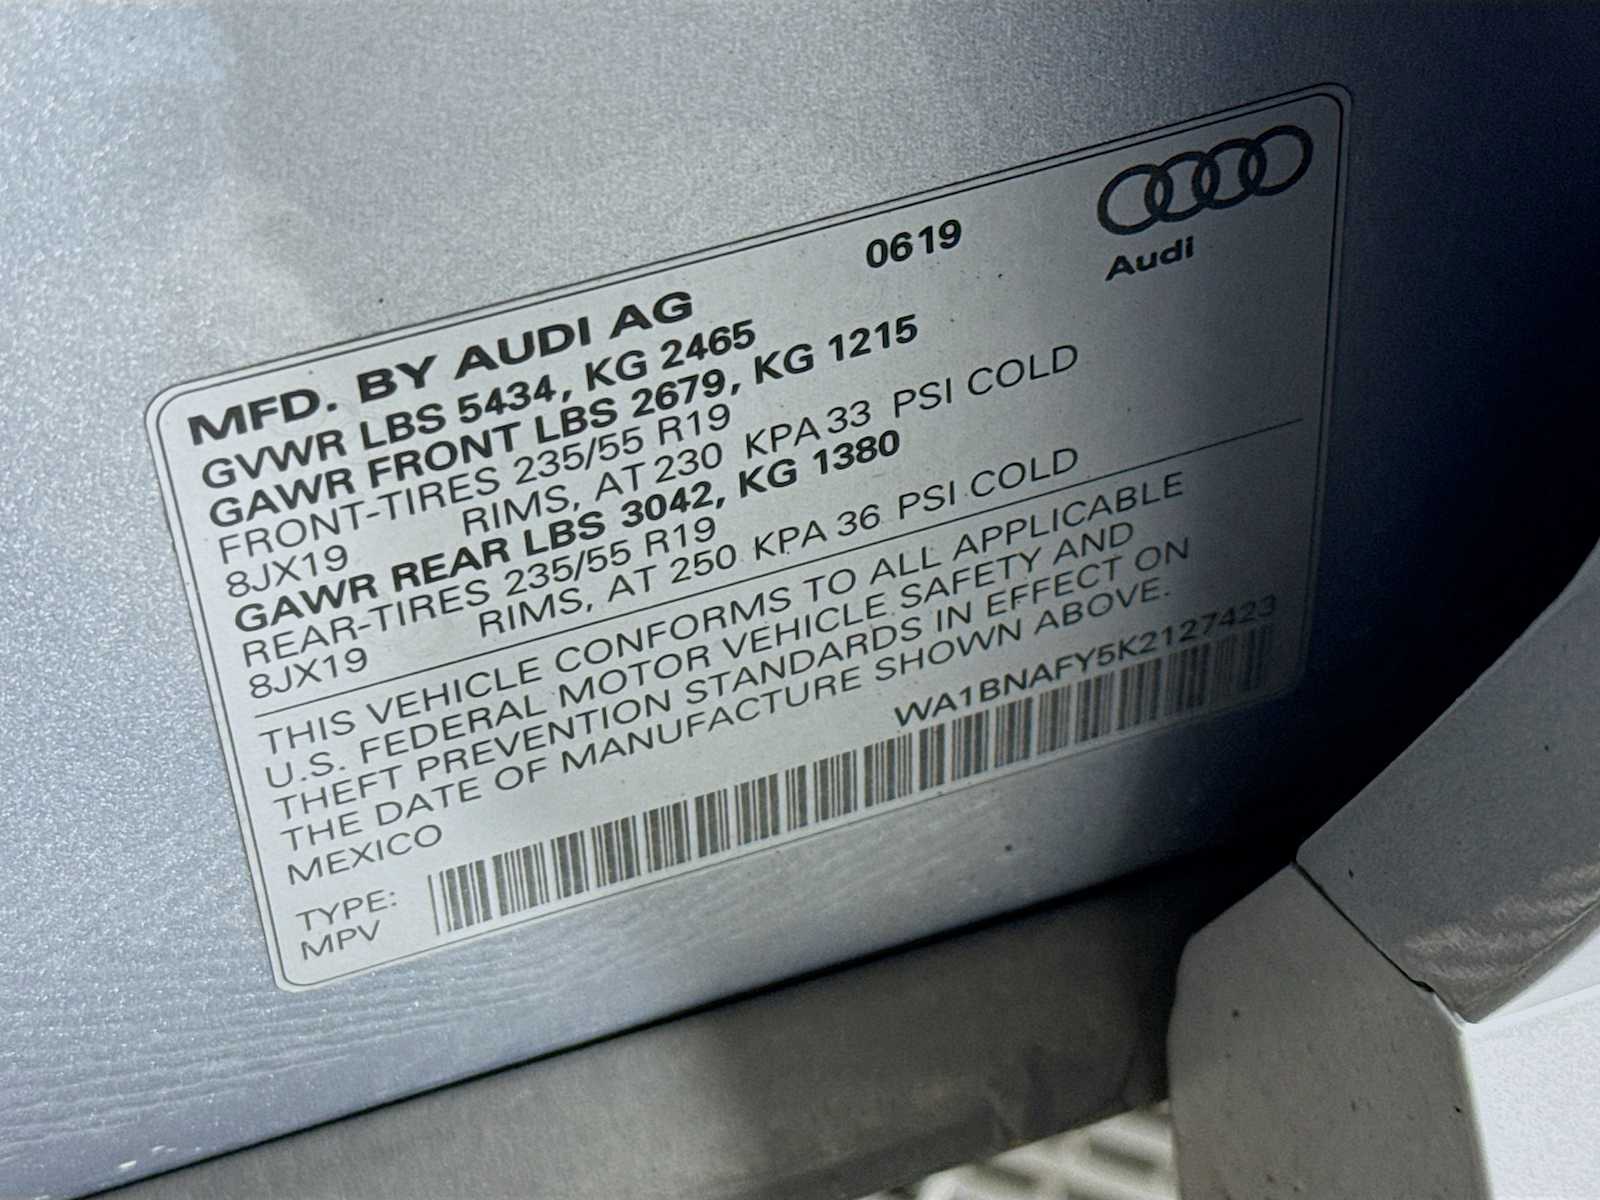 0619
Audi
MFD. BY AUDI AG
GVWR LBS 5434, KG 2465
GAWR FRONT LBS 2679, KG 1215
FRONT-TIRES 235/55 R19
8JX19 RIMS, AT 230 KPA 33 PSI COLD
GAWR REAR LBS 3042, KG 1380
REAR-TIRES 235/55 R19
8JX19 RIMS, AT 250 KPA 36 PSI COLD
THIS VEHICLE CONFORMS TO ALL APPLICABLE
U.S. FEDERAL MOTOR VEHICLE SAFETY AND
THEFT PREVENTION STANDARDS IN EFFECT ON
THE DATE OF MANUFACTURE SHOWN ABOVE.
MEXICO WA1BNAFY5K2127423
TYPE:
MPV